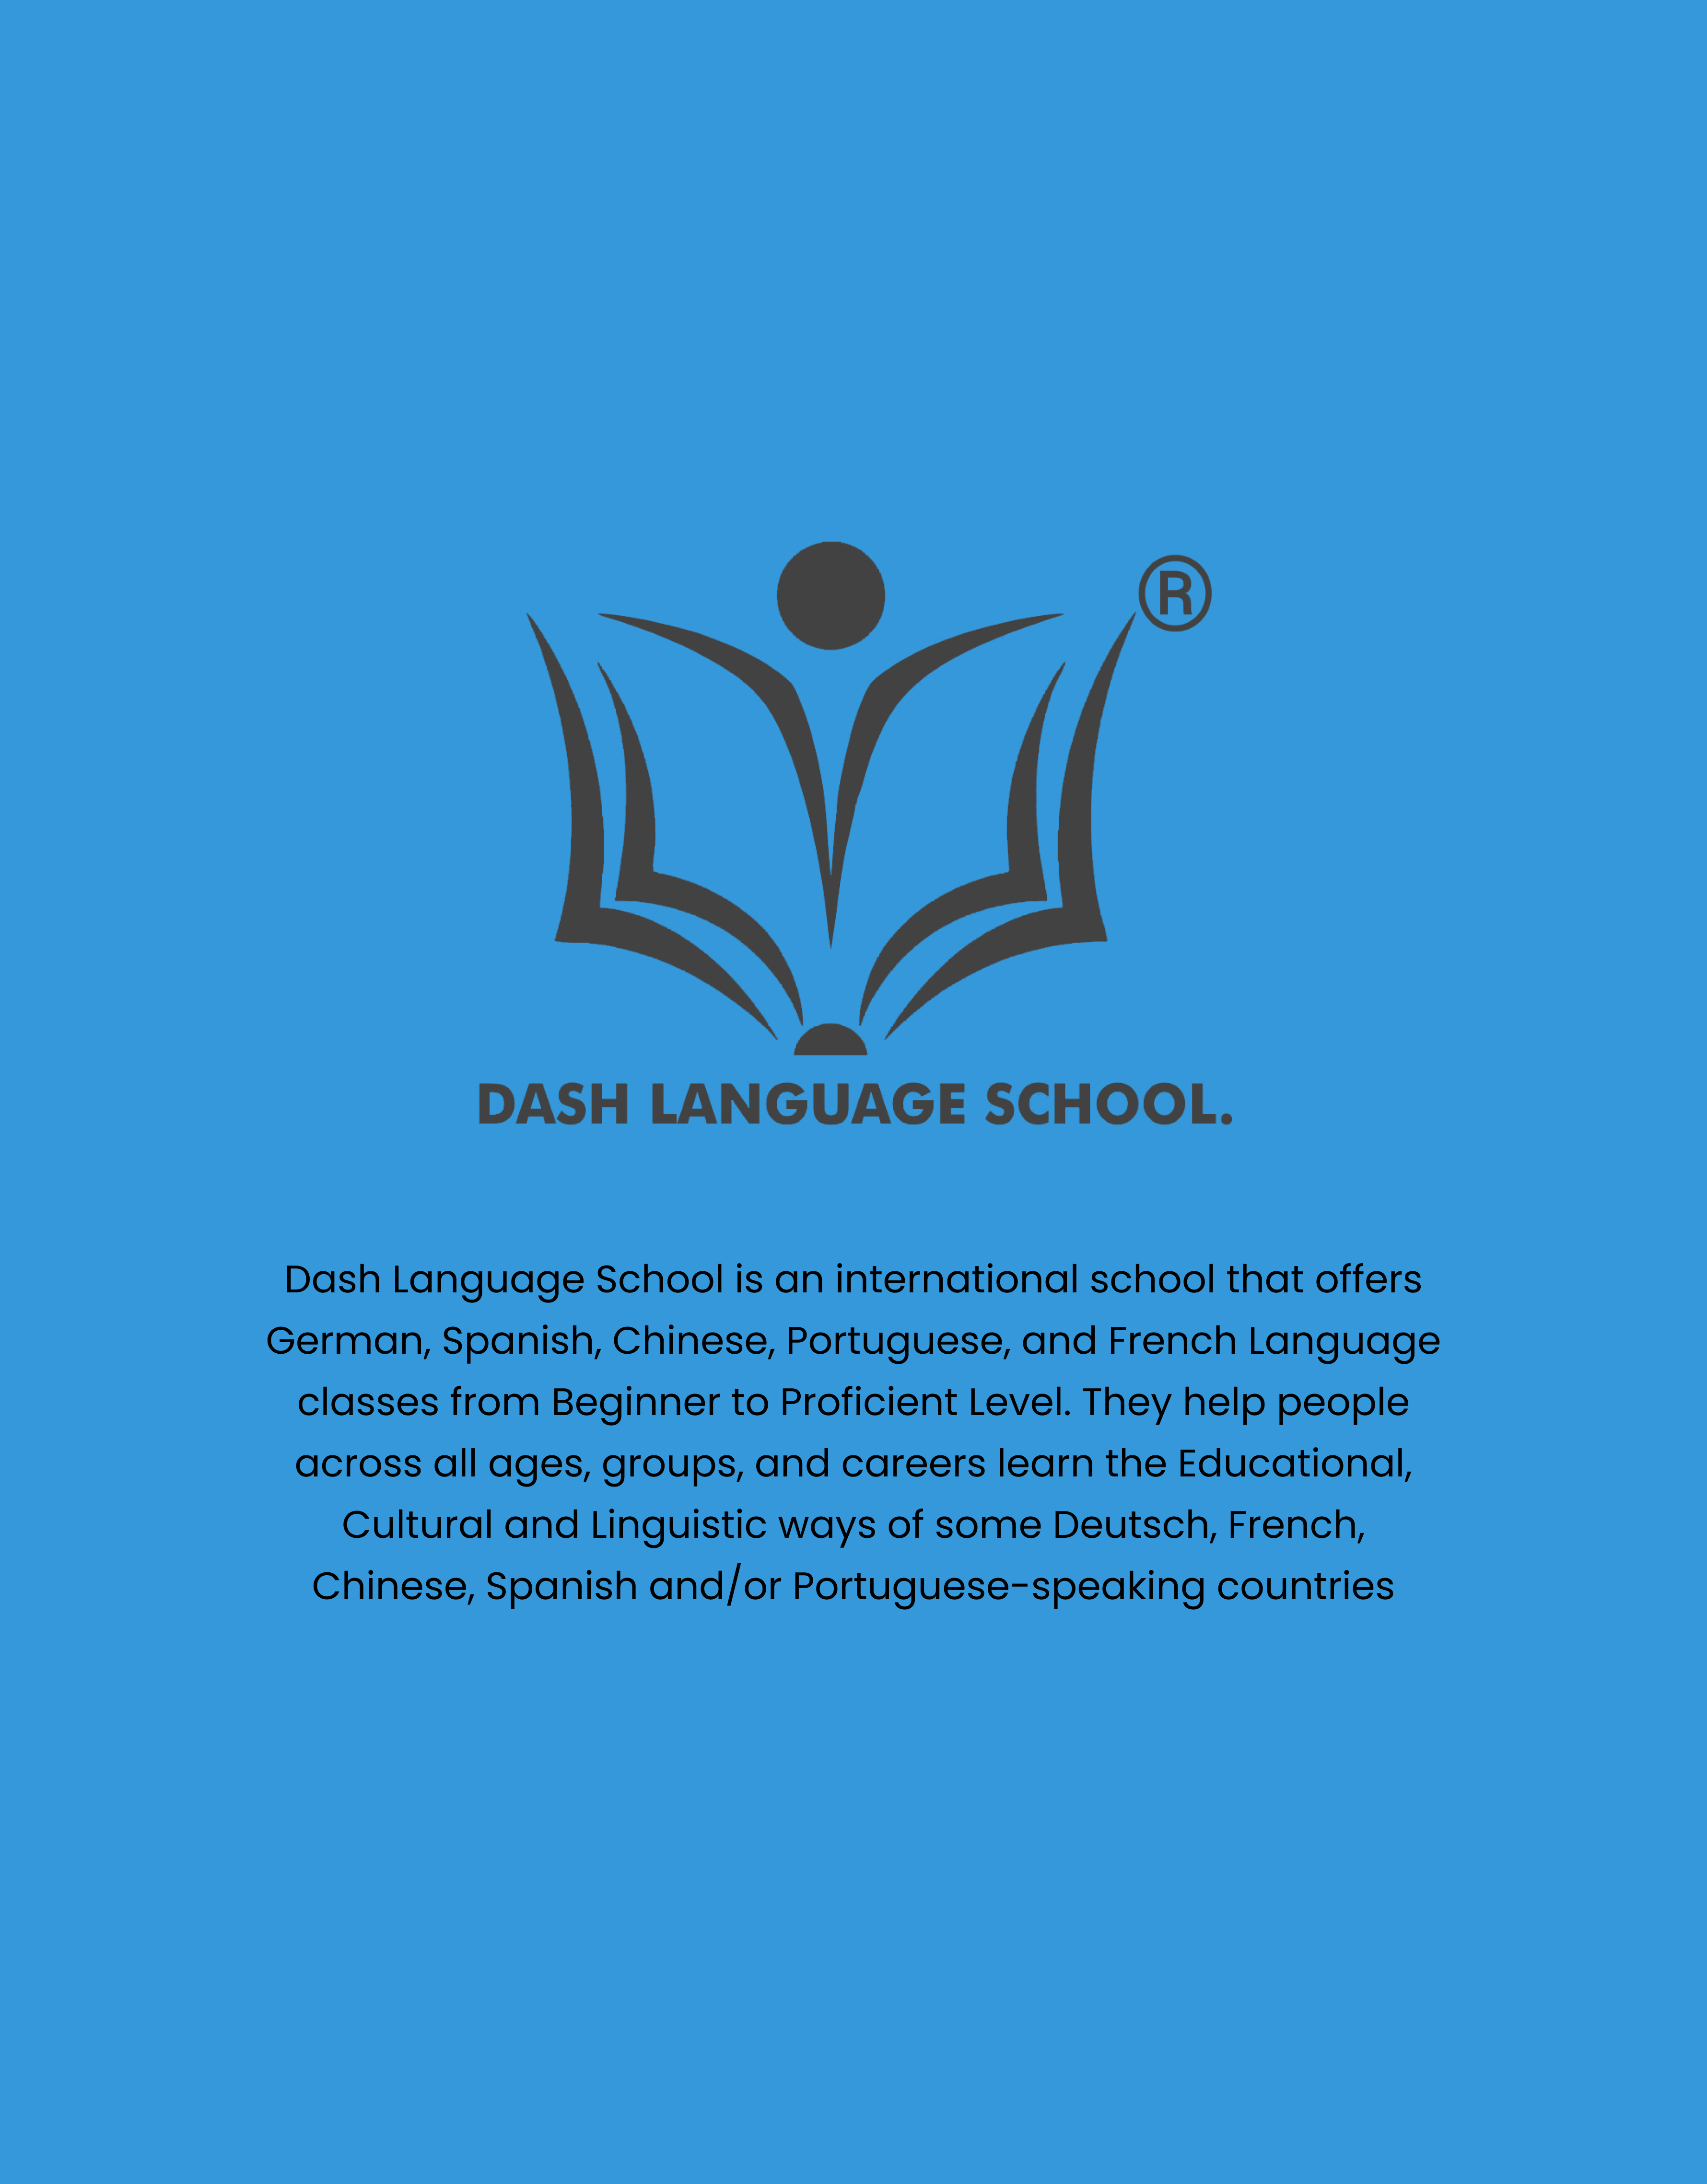 ®
DASH LANGUAGE SCHOOL.
Dash Language School is an international school that offers
German, Spanish, Chinese, Portuguese, and French Language
classes from Beginner to Proficient Level. They help people
across all ages, groups, and careers learn the Educational,
Cultural and Linguistic ways of some Deutsch, French,
Chinese, Spanish and/or Portuguese-speaking countries